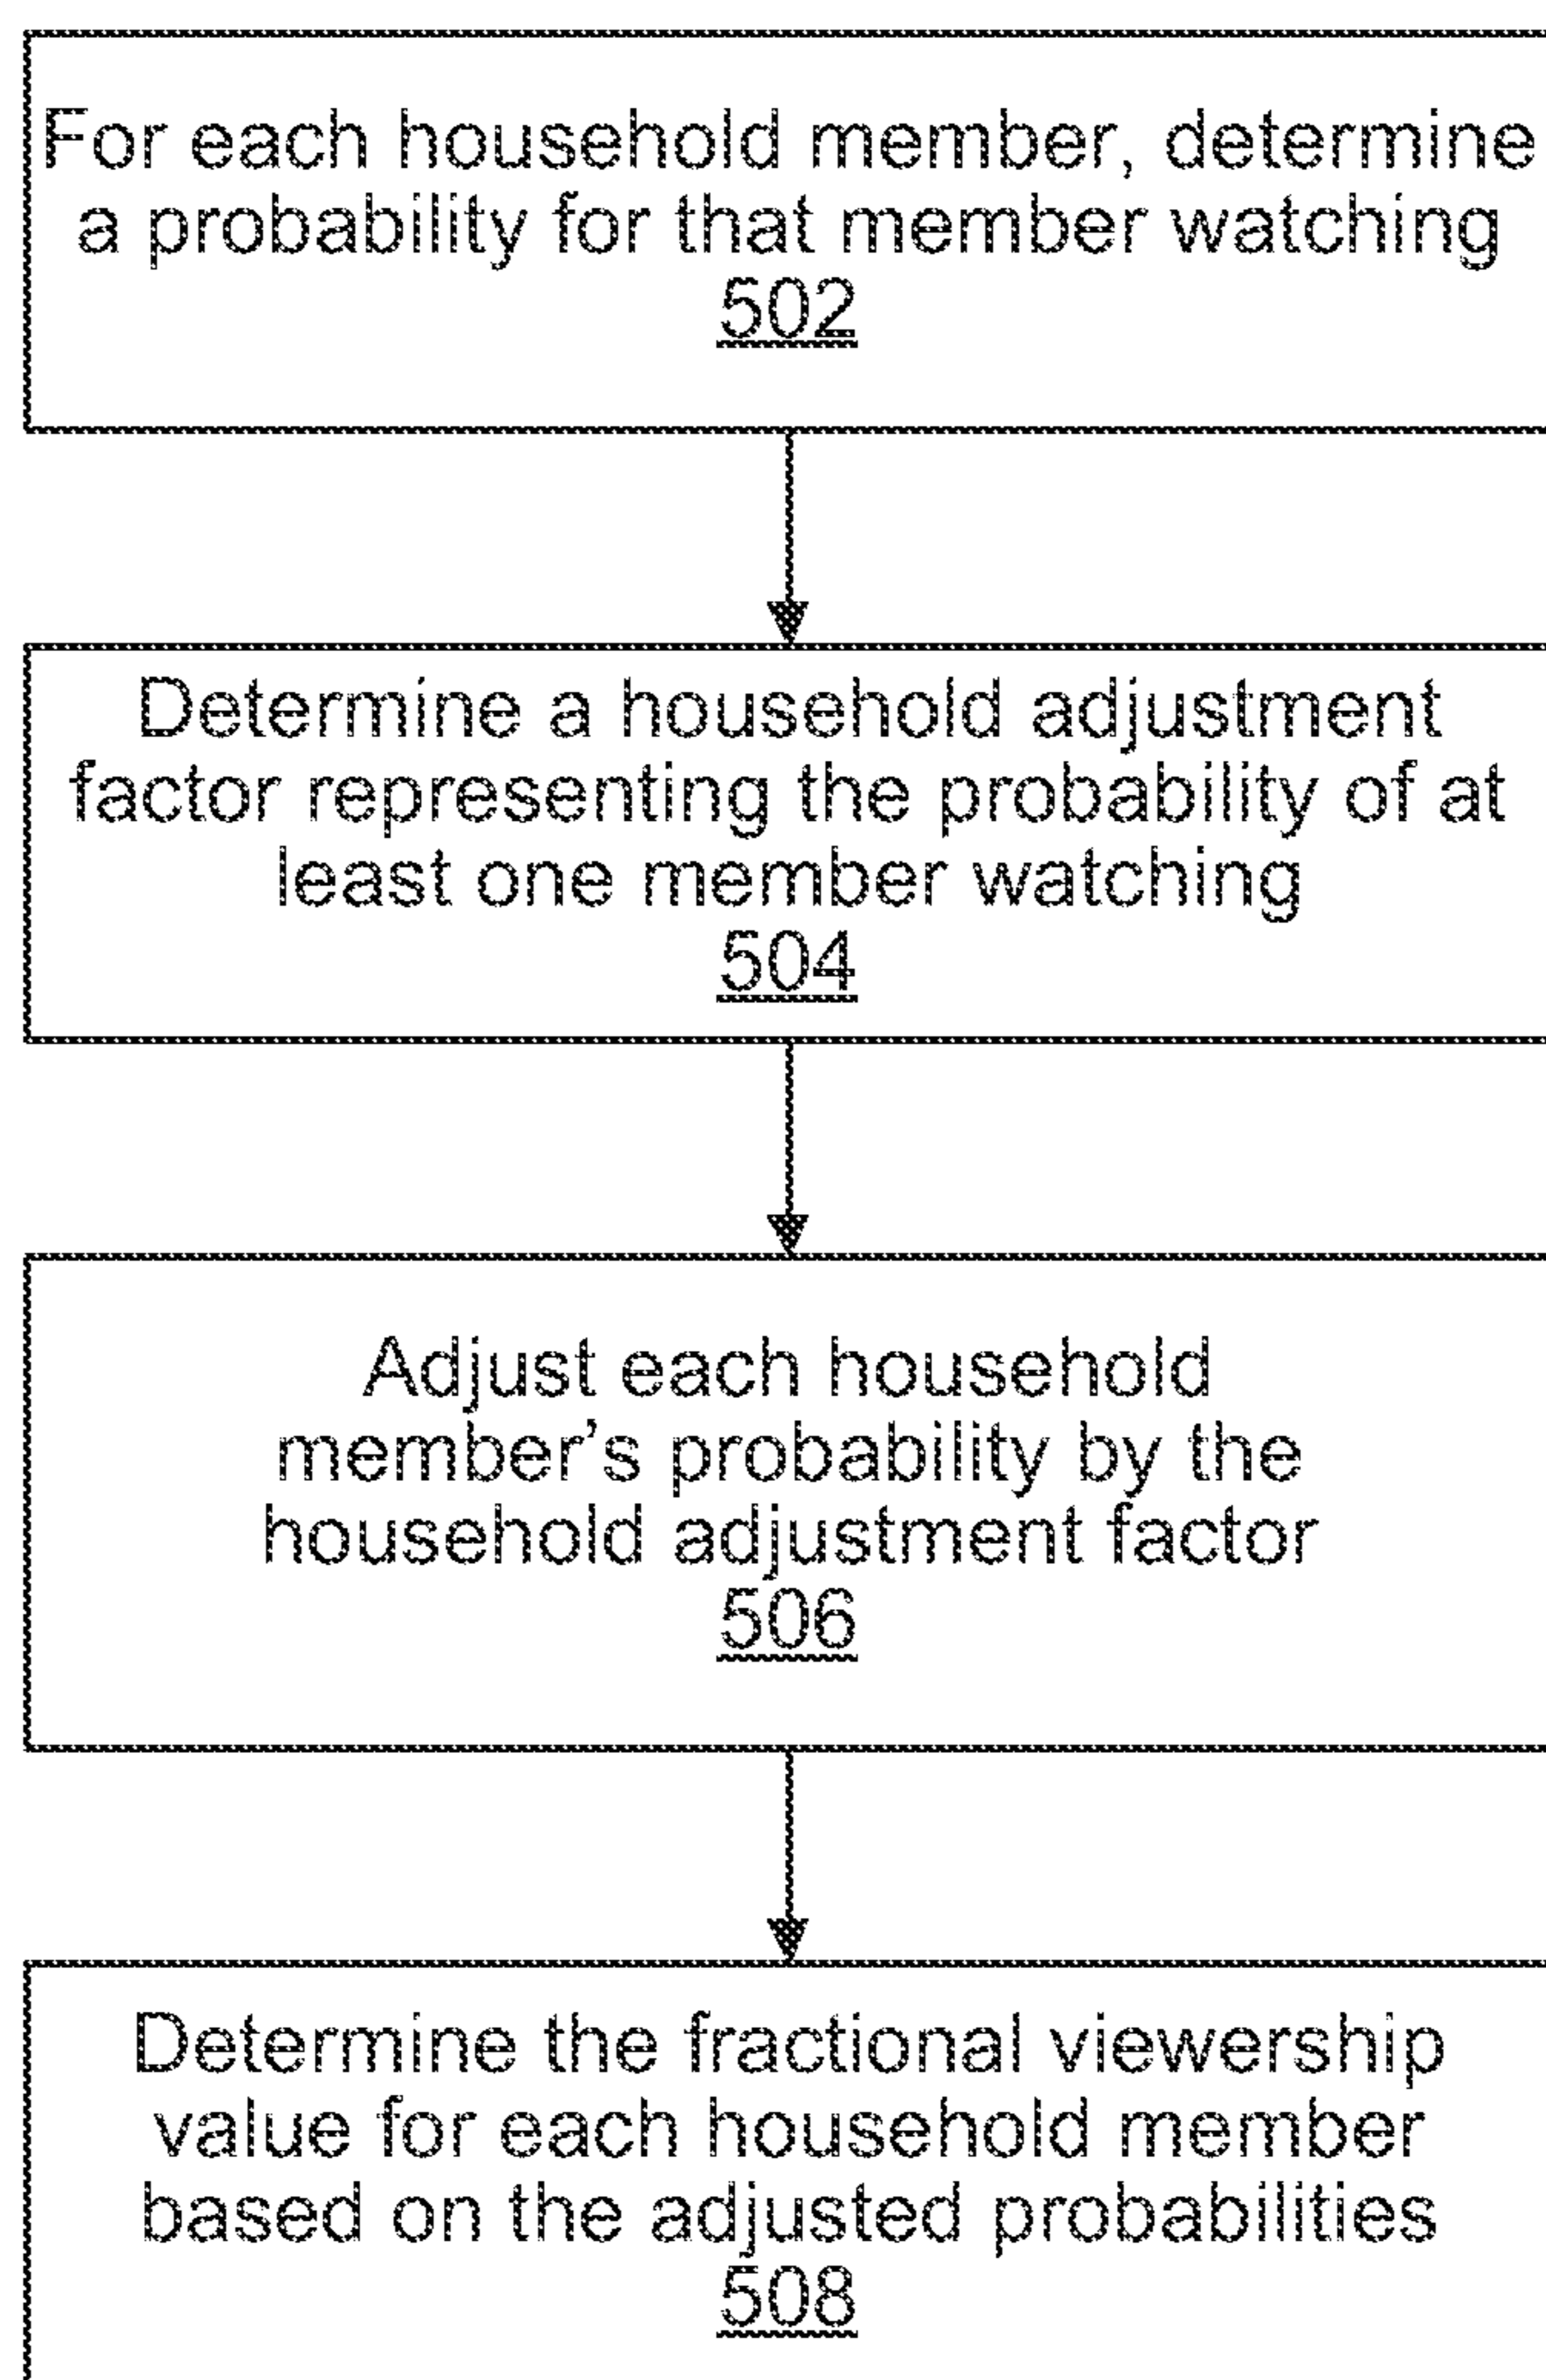 For each household member, determine
a probability for that member watching
502
Determine a household adjustment
factor representing the probability of at
least one member watching
504
Adjust each household
member's probability by the
household adjustment factor
506
Determine the fractional viewership
value for each household member
based on the adjusted probabilities
508